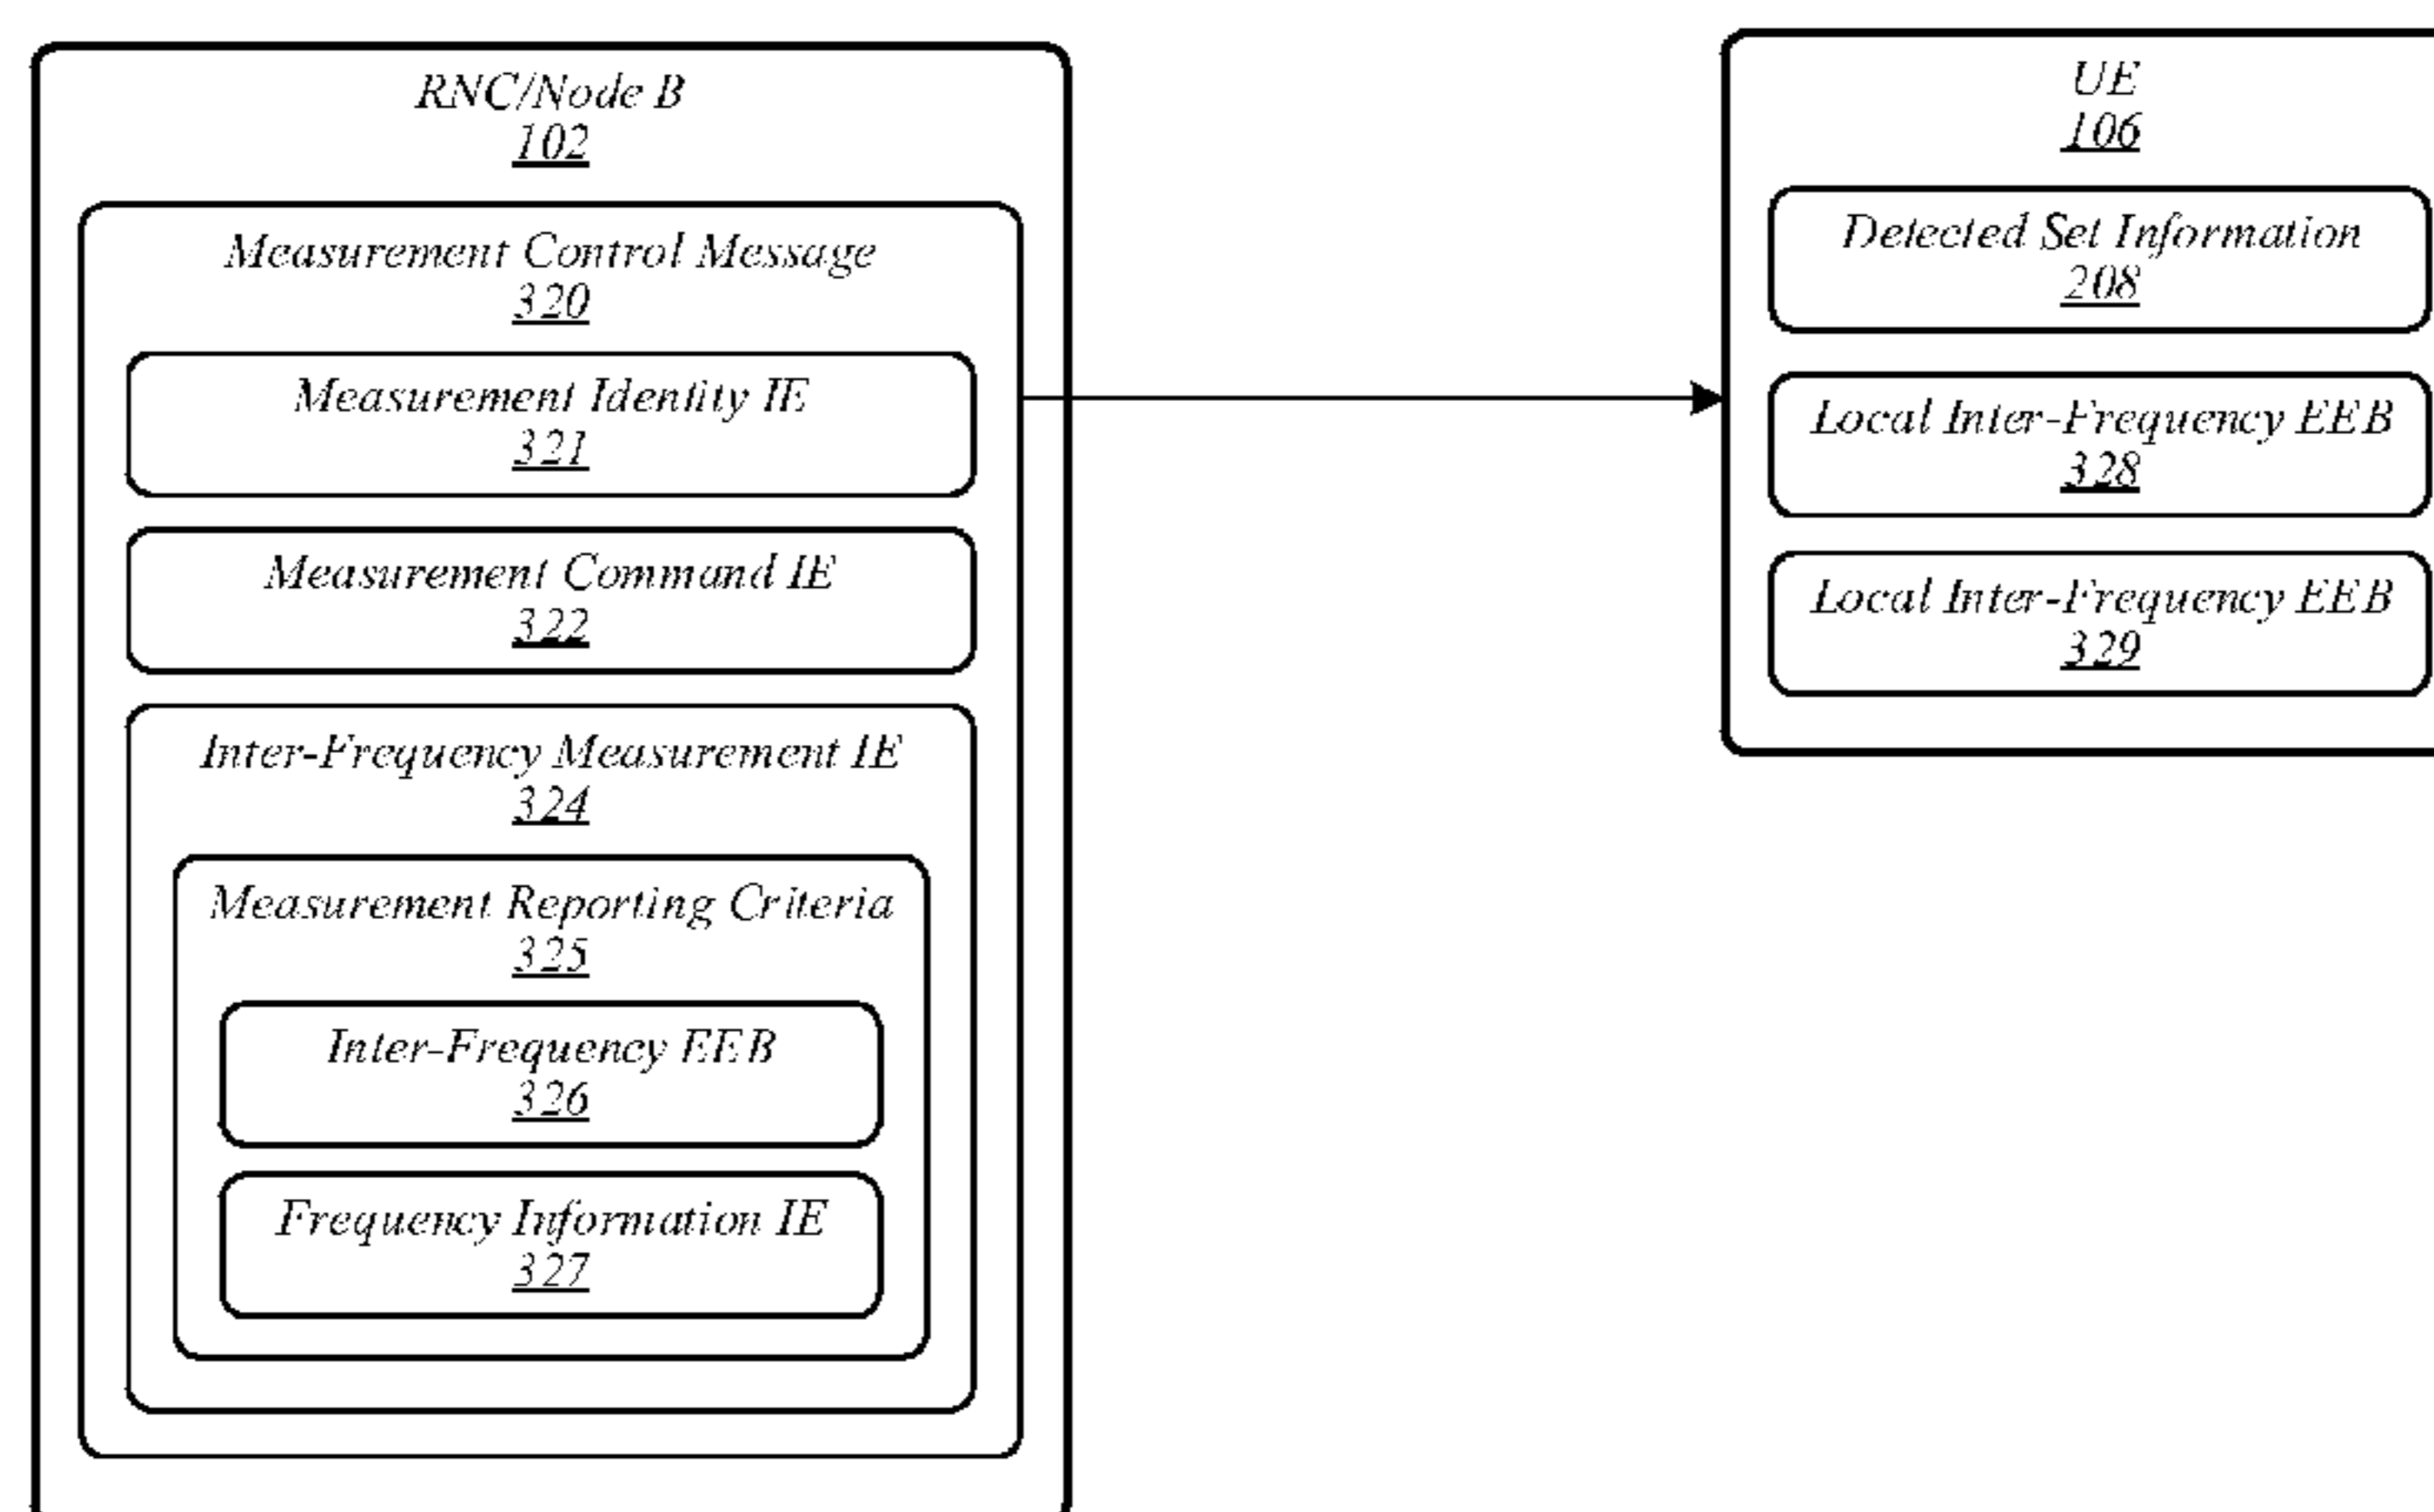 RNC/Node B
102
Measurement Control Message
320
Measurement Identity IE
321
Measurement Command IE
322
Inter-Frequency Measurement IE
324
Measurement Reporting Criteria
325
Inter-Frequency EEB
326
Frequency Information IE
327
UE
106
Detected Set Information
208
Local Inter-Frequency EEB
328
Local Inter-Frequency EEB
329